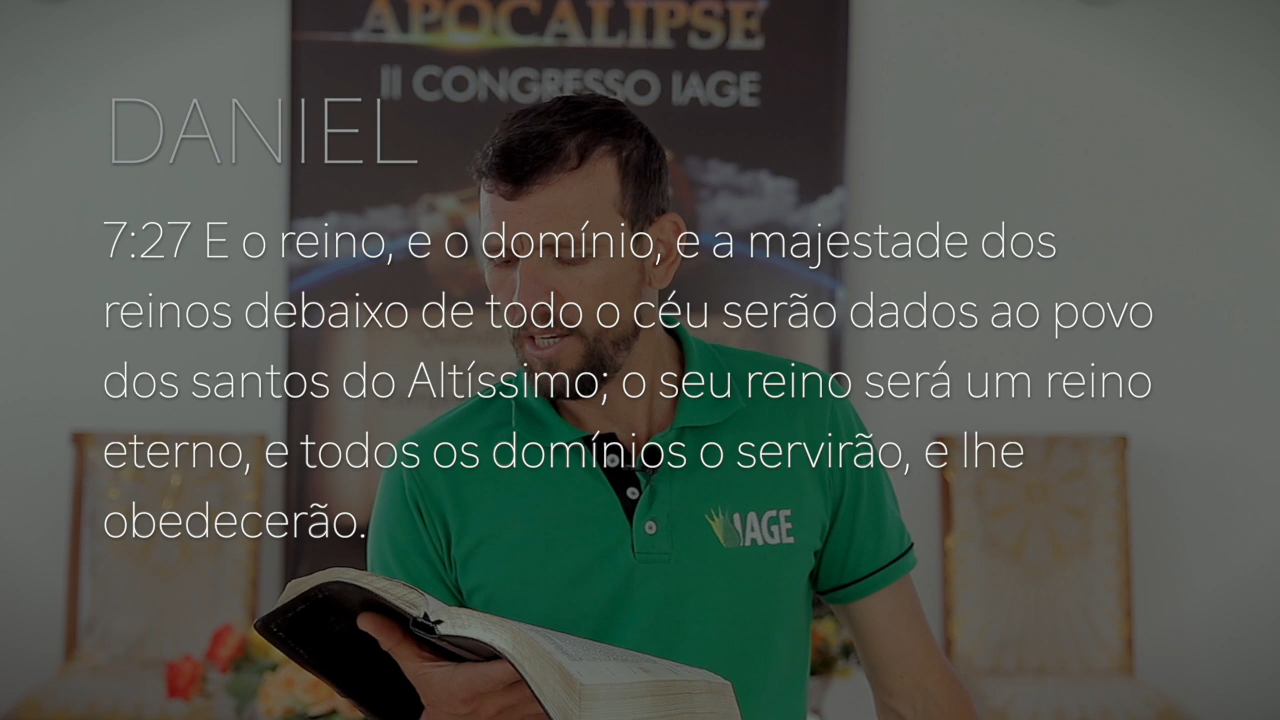 APOCALIPSE
II CONGRESSO IAGE
DANIEL
7:27 E o reino, e o domínio, e a majestade dos
reinos debaixo de todo o céu serão dados ao povo
dos santos do Altíssimo; o seu reino será um reino
eterno, e todos os domínios o servirão, e lhe
obedecerão.
IAGE